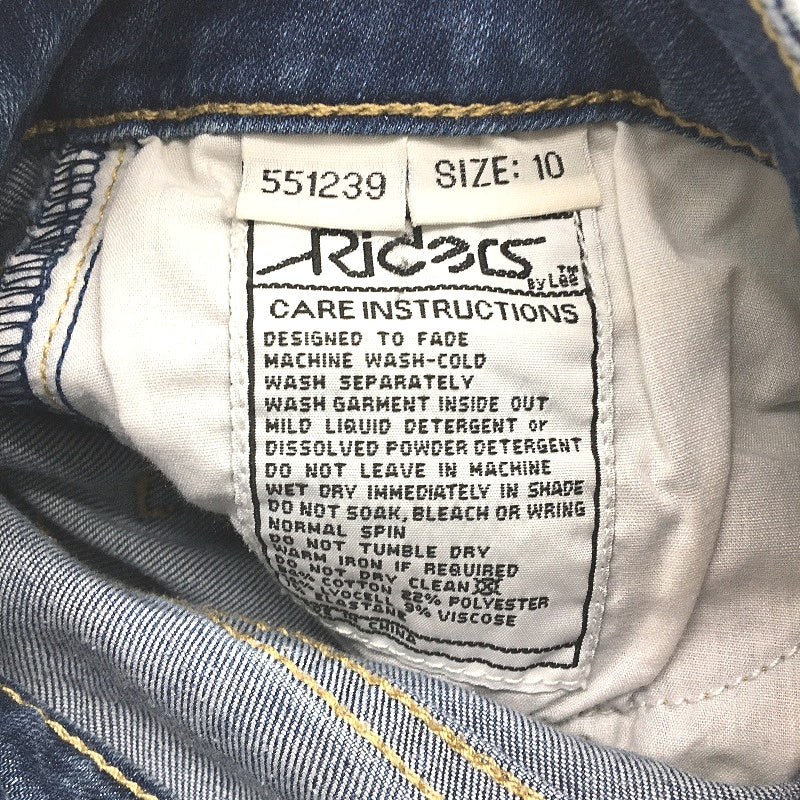 551239
SIZE: 10
Riders
By Lee™
CARE INSTRUCTIONS
DESIGNED TO FADE
MACHINE WASH-COLD
WASH SEPARATELY
WASH GARMENT INSIDE OUT
MILD LIQUID DETERGENT or
DISSOLVED POWDER DETERGENT
DO NOT LEAVE IN MACHINE
WET DRY IMMEDIATELY IN SHADE
DO NOT SOAK, BLEACH OR WRING
NORMAL SPIN
DO NOT TUMBLE DRY
WARM IRON IF REQUIRED
DO NOT DRY CLEAN
COTTON 22% POLYESTER
LYOCELL 9% VISCOSE
ELASTANE
IN CHINA